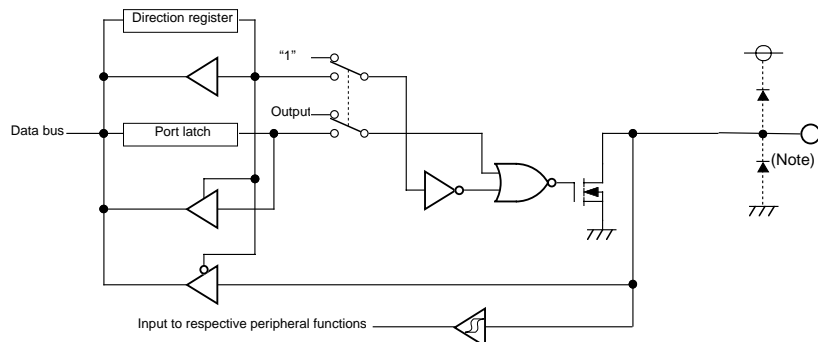 Direction register
“1”
Output
Data bus
Port latch
(Note)
Input to respective peripheral functions